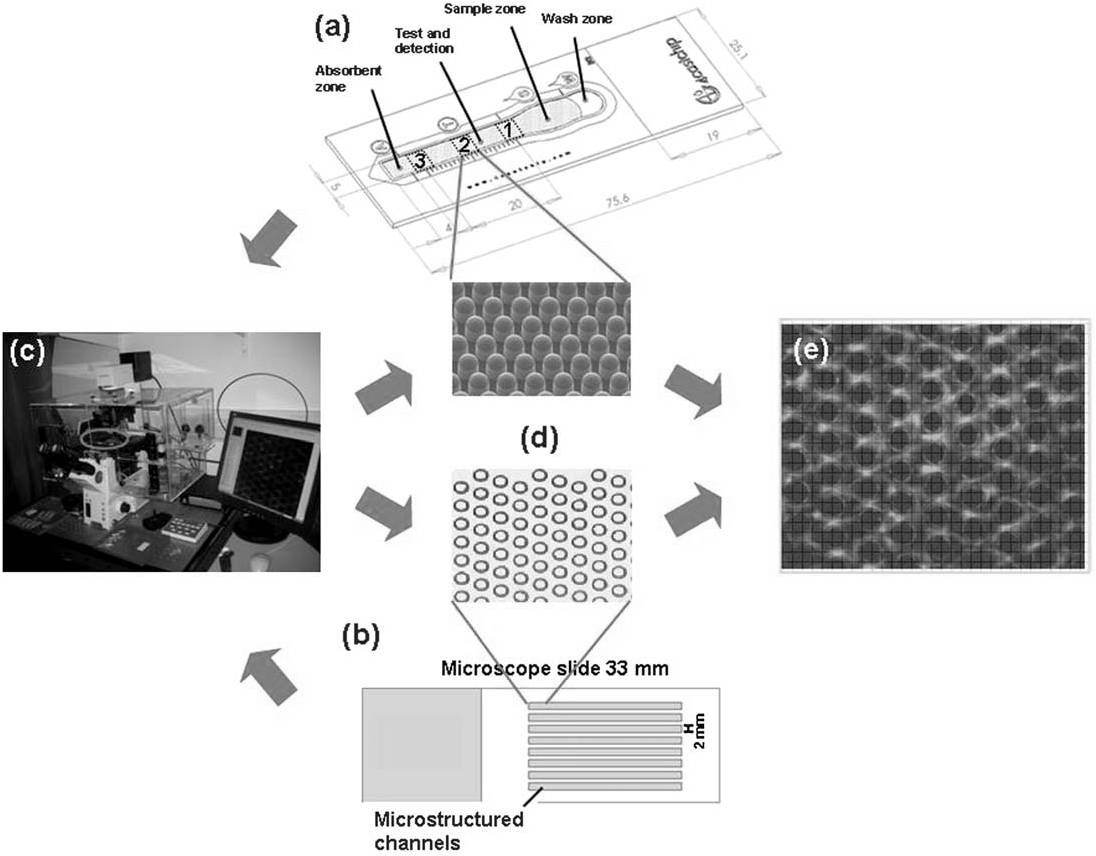 (a)
Sample zone
Wash zone
Test and
detection
Absorbent
zone
4castchip
25.1
19
1
2
3
5
4
20
75.6
(c)
(d)
(e)
(b)
Microscope slide 33 mm
H
2 mm
Microstructured
channels